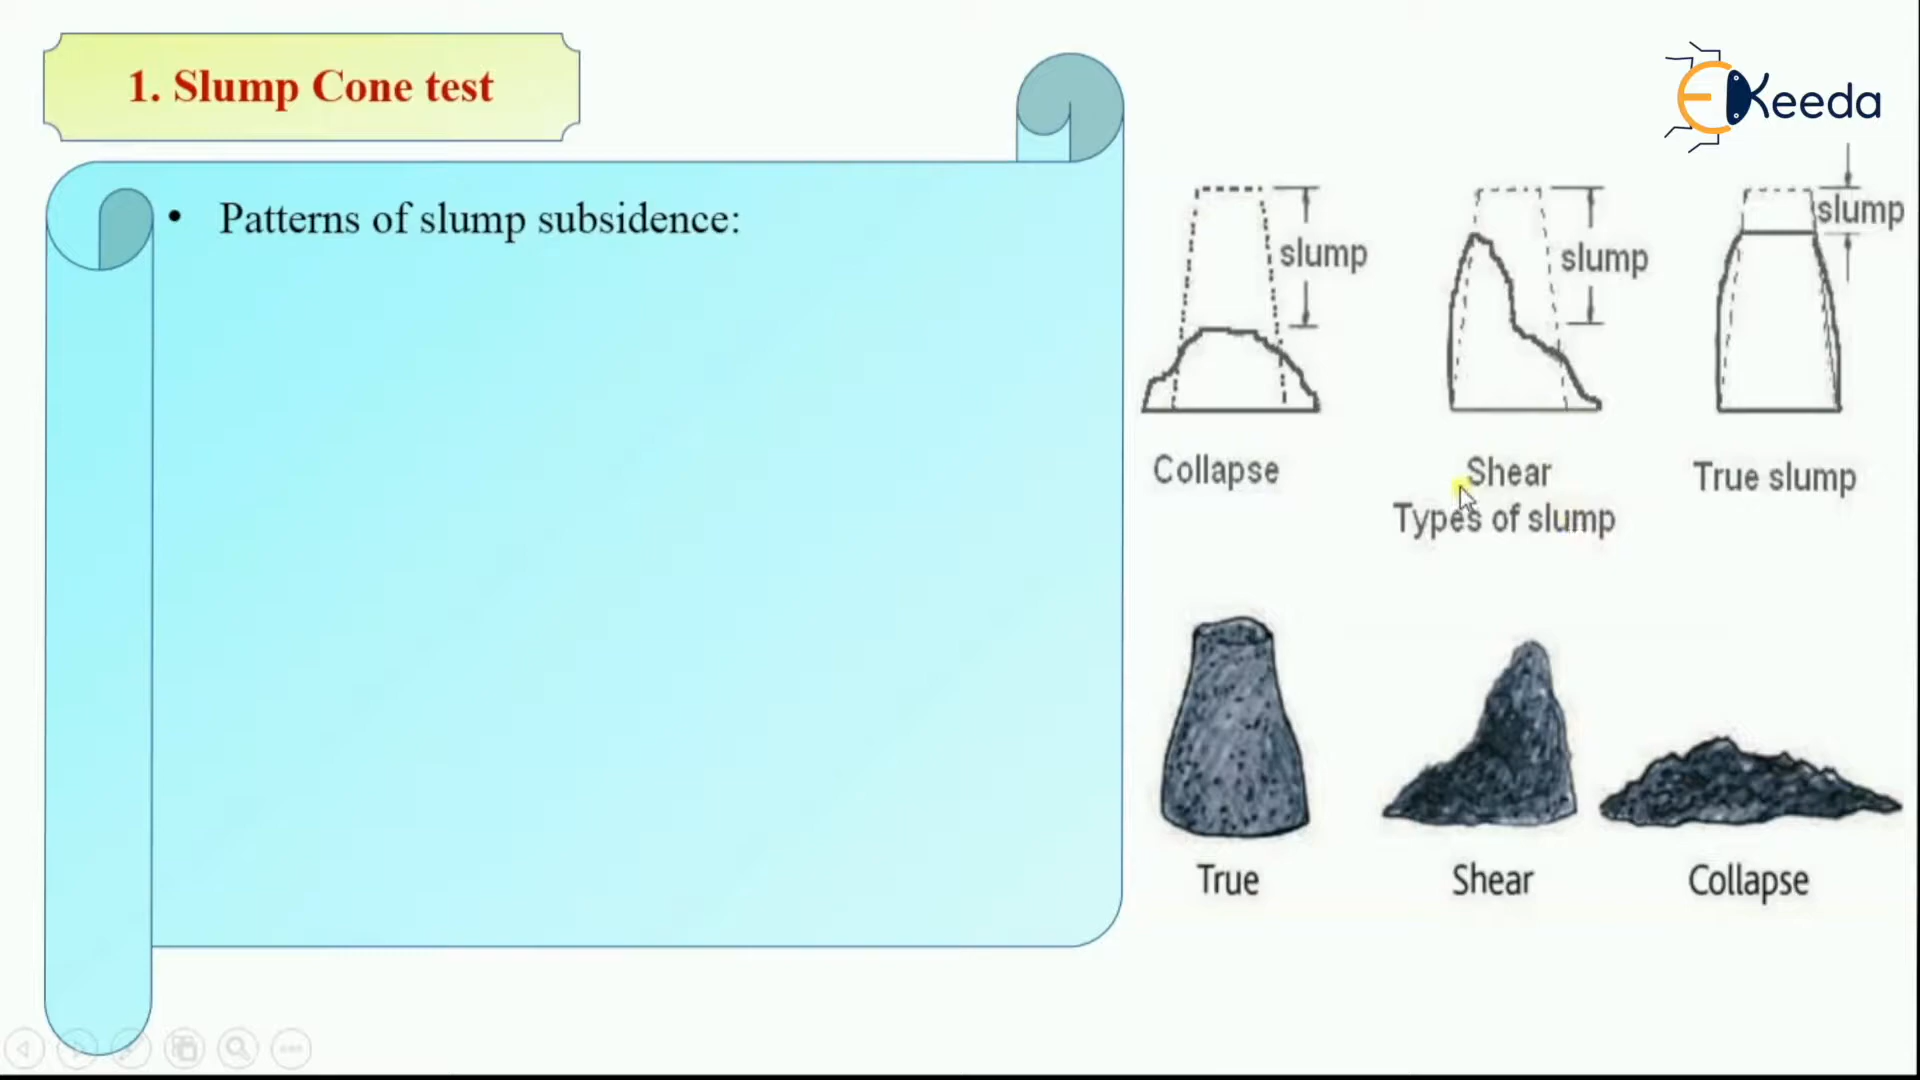 1. Slump Cone test
EKeeda
• Patterns of slump subsidence:
slump
slump
slump
Collapse
Shear
True slump
Types of slump
True
Shear
Collapse